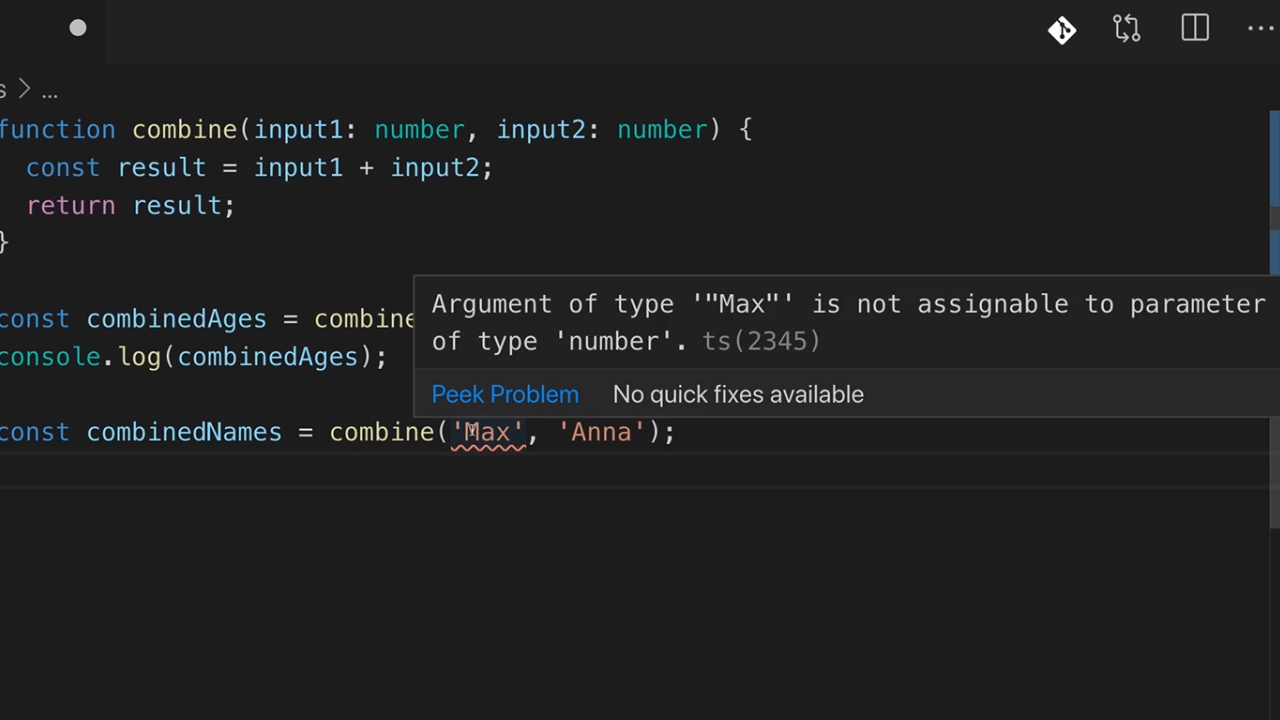 s > ...
function combine(input1: number, input2: number) {
const result = input1 + input2;
return result;
}
Argument of type '"Max"' is not assignable to parameter
of type 'number'. ts(2345)
const combinedAges = combine
console.log(combinedAges);
Peek Problem No quick fixes available
const combinedNames = combine('Max', 'Anna');